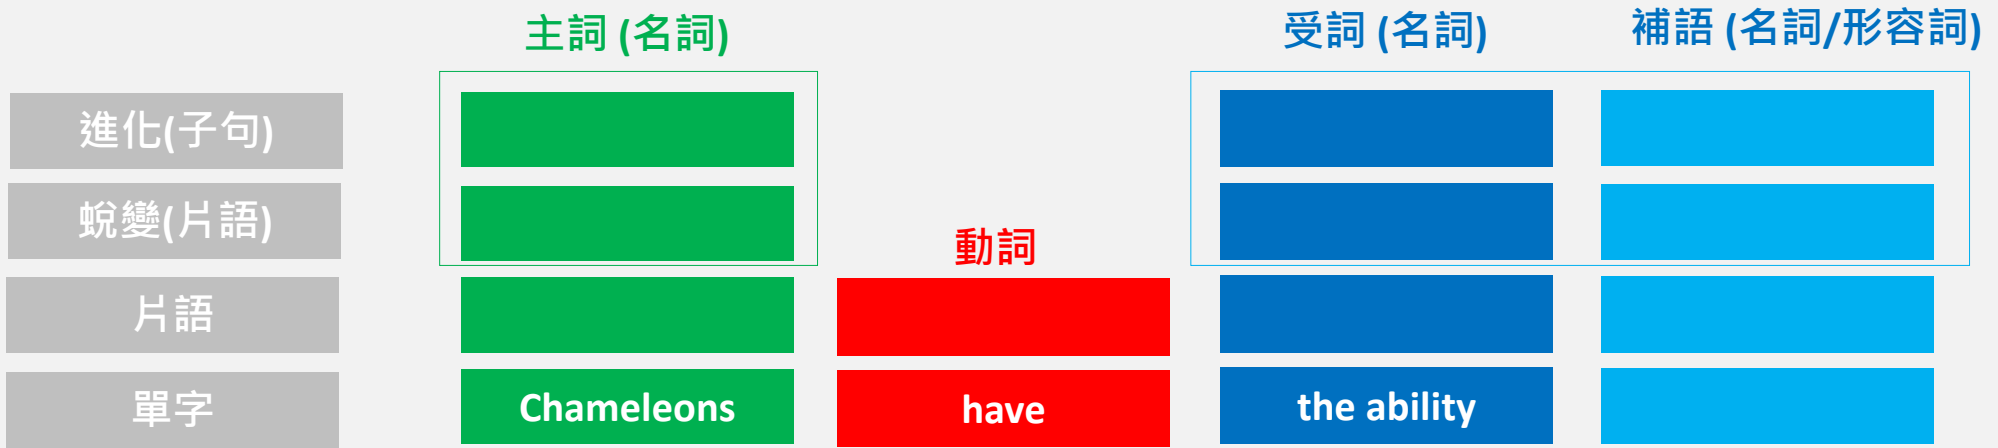 主詞 (名詞)
受詞 (名詞)
補語 (名詞/形容詞)
進化(子句)
蛻變(片語)
動詞
片語
單字
Chameleons
have
the ability